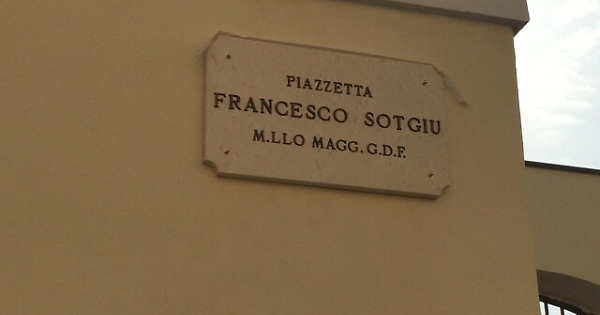 PIAZZETTA
FRANCESCO SOTGIU
M.LLO MAGG. G.D.F.